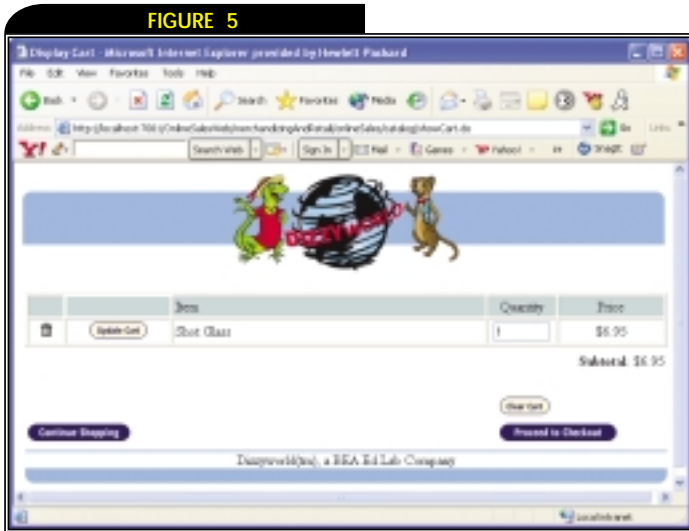 FIGURE 5
Display Cart - Microsoft Internet Explorer provided by Hewlett Packard
File Edit View Favorites Tools Help
Back Search Favorites Media
Address
Search Web Sign In Mail Games Yahoo! SnagIt
DIZZYWORLD
Item Quantity Price
Update Cart Shot Glass 1 $6.95
Subtotal: $6.95
Clear Cart
Continue Shopping Proceed to Checkout
Dizzyworld(tm), a BEA Ed Lab Company
Local intranet